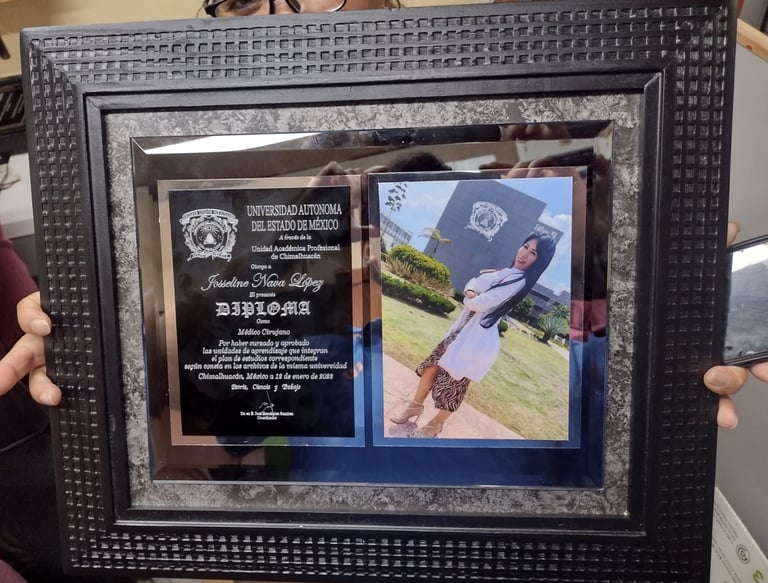 UNIVERSIDAD AUTONOMA
DEL ESTADO DE MÉXICO
A través de la
Unidad Académica Profesional
de Chimalhuacán
Otorga a
Josseline Nava López
El presente
DIPLOMA
Como
Médico Cirujano
Por haber cursado y aprobado
las unidades de aprendizaje que integran
el plan de estudios correspondiente
según consta en los archivos de la misma universidad
Chimalhuacán, México a 12 de enero de 2023
Patria, Ciencia y Trabajo
Coordinador